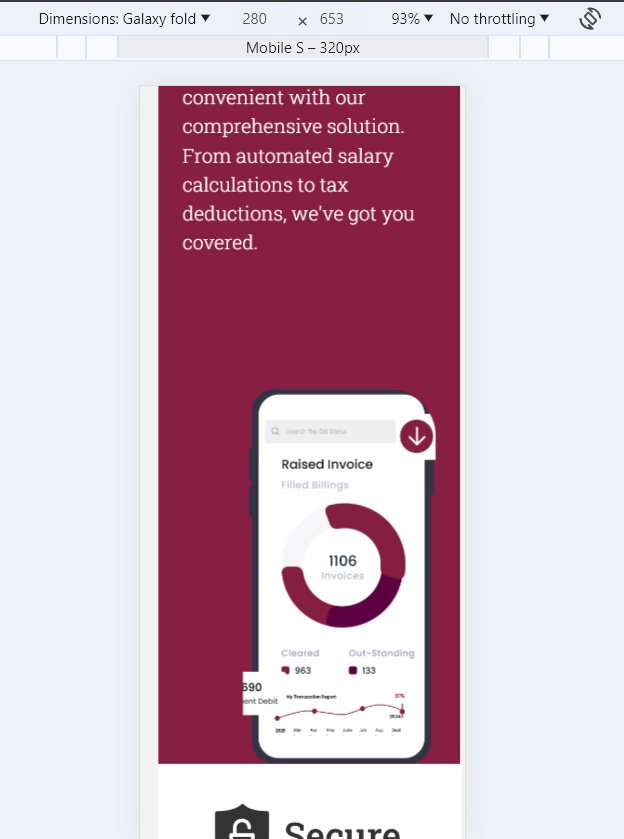 Dimensions: Galaxy fold ▼ 280 × 653 93% ▼ No throttling ▼
Mobile S – 320px
convenient with our
comprehensive solution.
From automated salary
calculations to tax
deductions, we've got you
covered.
Search the Bill Status
Raised Invoice
Filled Billings
1106
Invoices
Cleared Out-Standing
963 133
690
ent Debit
My Transcation Report 57%
2021 Mar Apr May June July Aug Sept
Secure